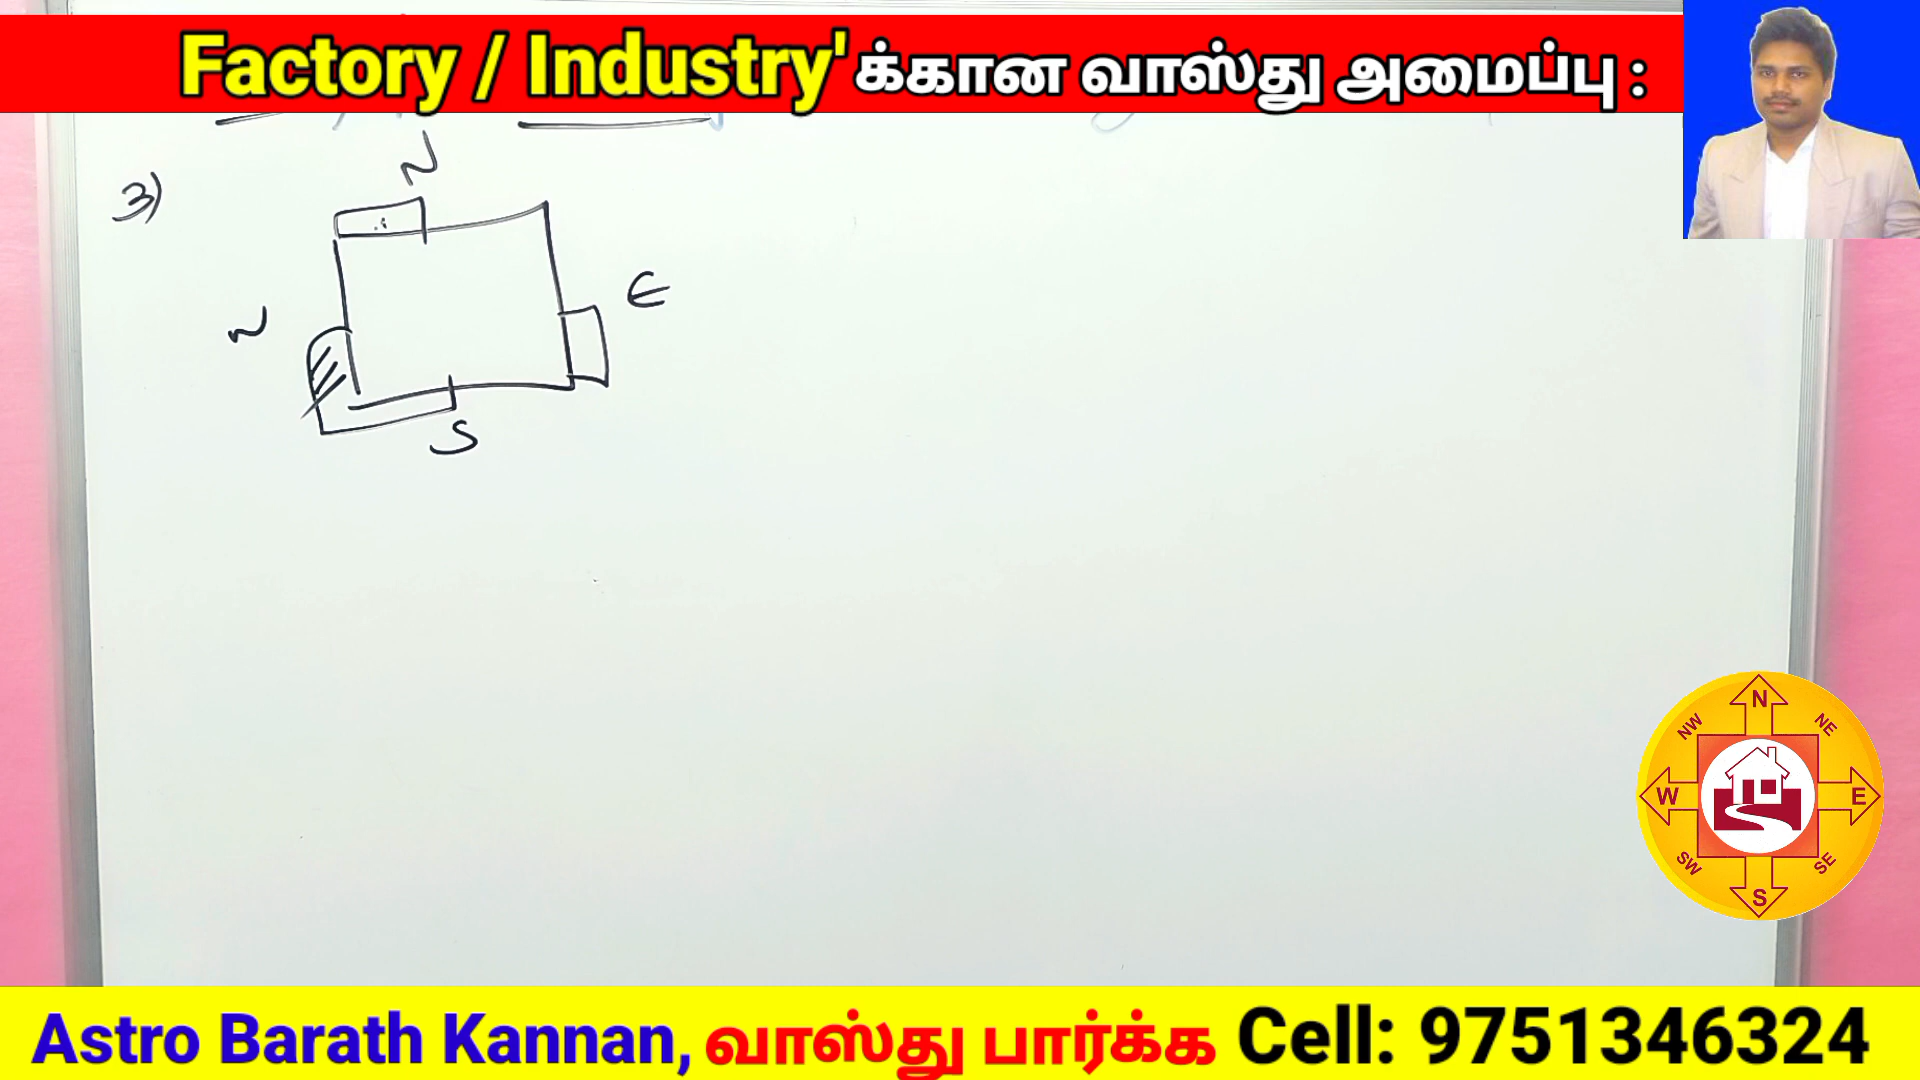 Factory / Industry'க்கான வாஸ்து அமைப்பு :
3)
N
E
W
S
N
NW
NE
W
E
SW
SE
S
Astro Barath Kannan, வாஸ்து பார்க்க Cell: 9751346324